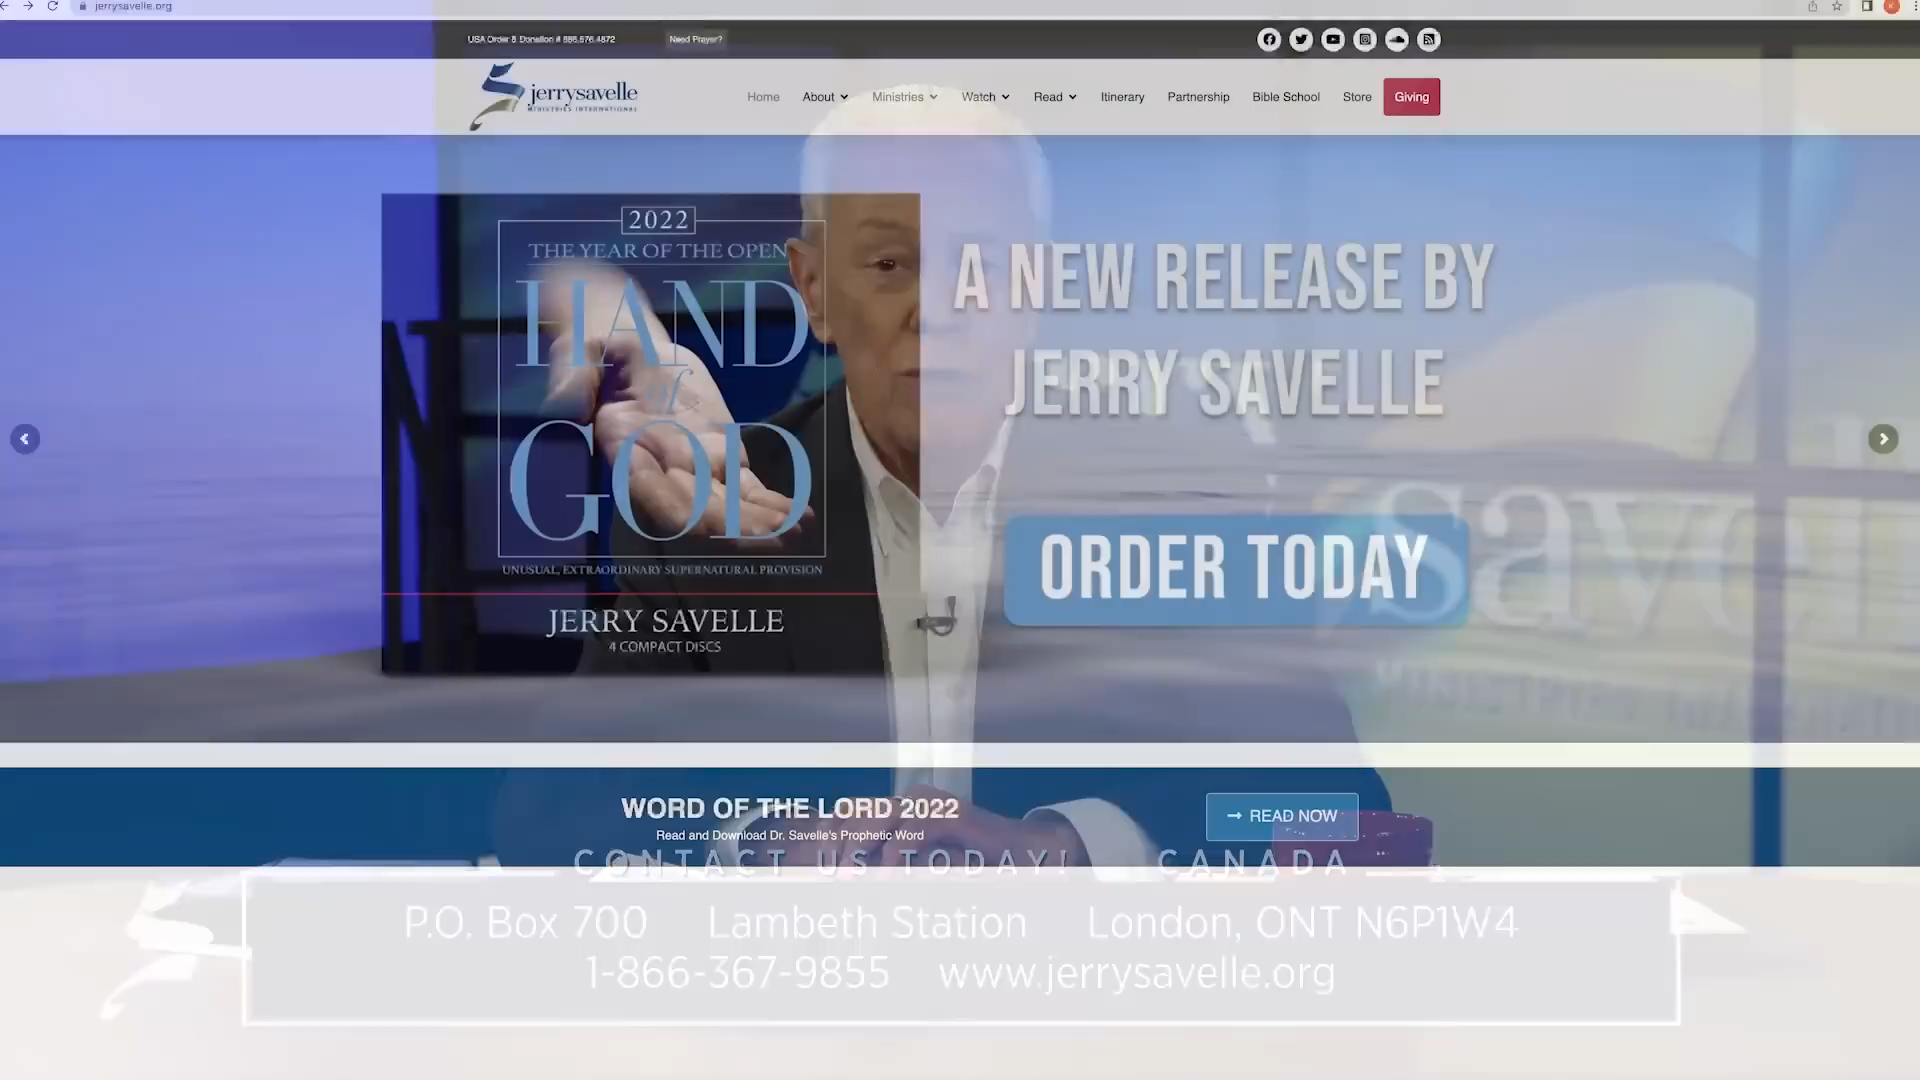 jerrysavelle.org
USA Order & Donation # 866.576.4872
Need Prayer?
jerrysavelle
MINISTRIES INTERNATIONAL
Home About Ministries Watch Read Itinerary Partnership Bible School Store Giving
2022
THE YEAR OF THE OPEN
HAND
of
GOD
UNUSUAL, EXTRAORDINARY SUPERNATURAL PROVISION
JERRY SAVELLE
4 COMPACT DISCS
A NEW RELEASE BY
JERRY SAVELLE
ORDER TODAY
WORD OF THE LORD 2022
Read and Download Dr. Savelle's Prophetic Word
READ NOW
CONTACT US TODAY! CANADA
P.O. Box 700 Lambeth Station London, ONT N6P1W4
1-866-367-9855 www.jerrysavelle.org